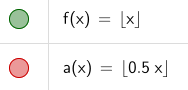 f(x) = ⌊x⌋
a(x) = ⌊0.5 x⌋